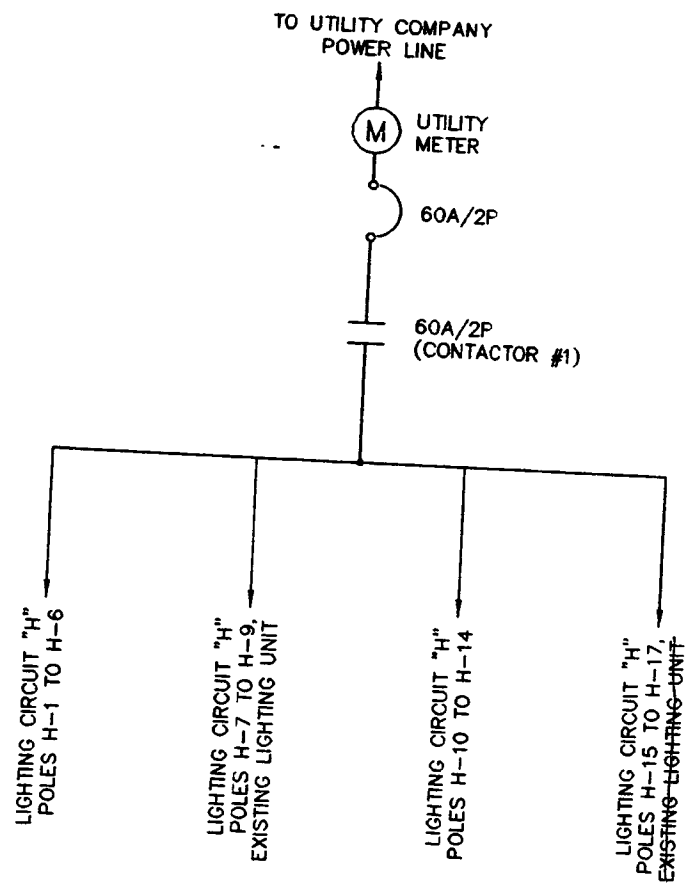 TO UTILITY COMPANY
POWER LINE
M
UTILITY
METER
60A/2P
60A/2P
(CONTACTOR #1)
LIGHTING CIRCUIT "H"
POLES H-1 TO H-6
LIGHTING CIRCUIT "H"
POLES H-7 TO H-9,
EXISTING LIGHTING UNIT
LIGHTING CIRCUIT "H"
POLES H-10 TO H-14
LIGHTING CIRCUIT "H"
POLES H-15 TO H-17,
EXISTING LIGHTING UNIT